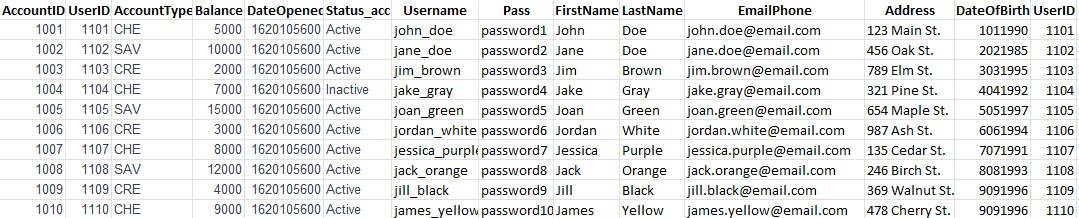 AccountID UserID AccountType Balance DateOpened Status_acc Username Pass FirstName LastName EmailPhone Address DateOfBirth UserID
1001 1101 CHE 5000 1620105600 Active john_doe password1 John Doe john.doe@email.com 123 Main St. 1011990 1101
1002 1102 SAV 10000 1620105600 Active jane_doe password2 Jane Doe jane.doe@email.com 456 Oak St. 2021985 1102
1003 1103 CRE 2000 1620105600 Active jim_brown password3 Jim Brown jim.brown@email.com 789 Elm St. 3031995 1103
1004 1104 CHE 7000 1620105600 Inactive jake_gray password4 Jake Gray jake.gray@email.com 321 Pine St. 4041992 1104
1005 1105 SAV 15000 1620105600 Active joan_green password5 Joan Green joan.green@email.com 654 Maple St. 5051997 1105
1006 1106 CRE 3000 1620105600 Active jordan_white password6 Jordan White jordan.white@email.com 987 Ash St. 6061994 1106
1007 1107 CHE 8000 1620105600 Active jessica_purple password7 Jessica Purple jessica.purple@email.com 135 Cedar St. 7071991 1107
1008 1108 SAV 12000 1620105600 Active jack_orange password8 Jack Orange jack.orange@email.com 246 Birch St. 8081993 1108
1009 1109 CRE 4000 1620105600 Active jill_black password9 Jill Black jill.black@email.com 369 Walnut St. 9091996 1109
1010 1110 CHE 9000 1620105600 Active james_yellow password10 James Yellow james.yellow@email.com 478 Cherry St. 9091996 1110